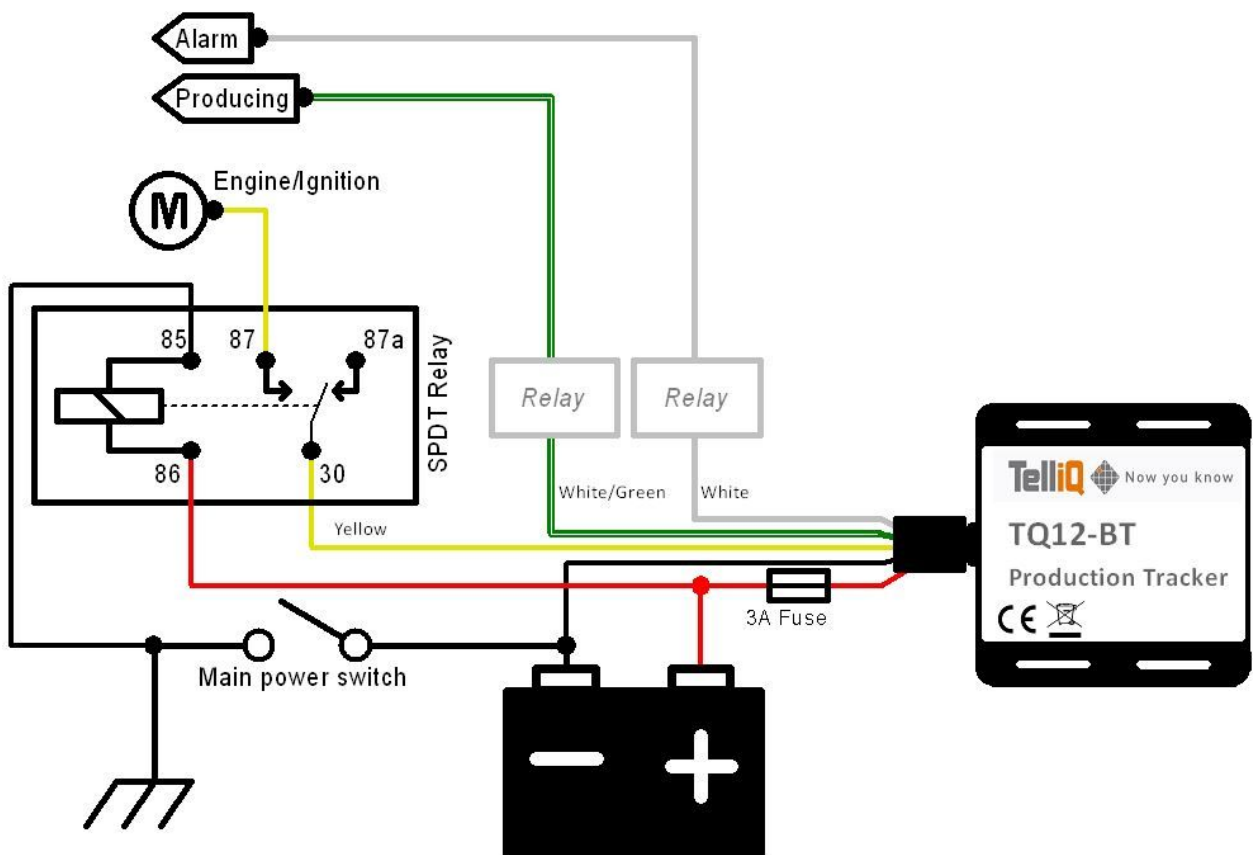 Alarm
Producing
Engine/Ignition
M
85
87
87a
SPDT Relay
86
30
Relay
Relay
White/Green
White
Yellow
TelliQ Now you know
TQ12-BT
Production Tracker
CE
3A Fuse
Main power switch